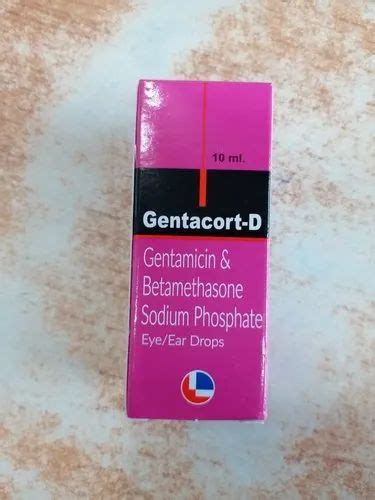 10 ml.
Gentacort-D
Gentamicin &
Betamethasone
Sodium Phosphate
Eye/Ear Drops